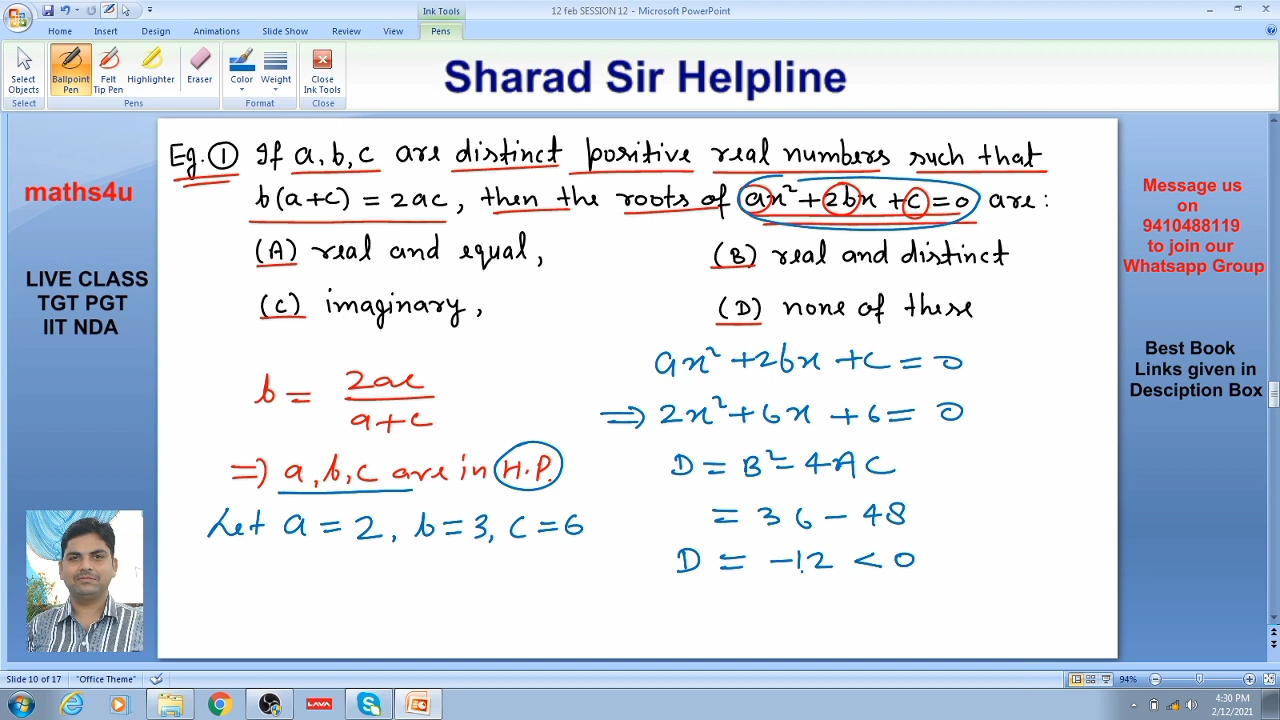 Ink Tools
12 feb SESSION 12 - Microsoft PowerPoint
Home Insert Design Animations Slide Show Review View Pens
Select Objects
Ballpoint Pen
Felt Tip Pen
Highlighter
Eraser
Color
Weight
Close Ink Tools
Select Pens Format Close
Sharad Sir Helpline
maths4u
LIVE CLASS
TGT PGT
IIT NDA
Eg. ① If a, b, c are distinct positive real numbers such that
b(a+c) = 2ac, then the roots of ax²+2bx+c=0 are:
(A) real and equal, (B) real and distinct
(C) imaginary, (D) none of these
b = 2ac/a+c
⇒ a, b, c are in H.P.
Let a = 2, b = 3, c = 6
ax²+2bx+c = 0
⇒ 2x²+6x+6 = 0
D = B²-4AC
= 36-48
D = -12 < 0
Message us
on
9410488119
to join our
Whatsapp Group
Best Book
Links given in
Desciption Box
Slide 10 of 17 "Office Theme" 94%
LAVA
4:30 PM
2/12/2021